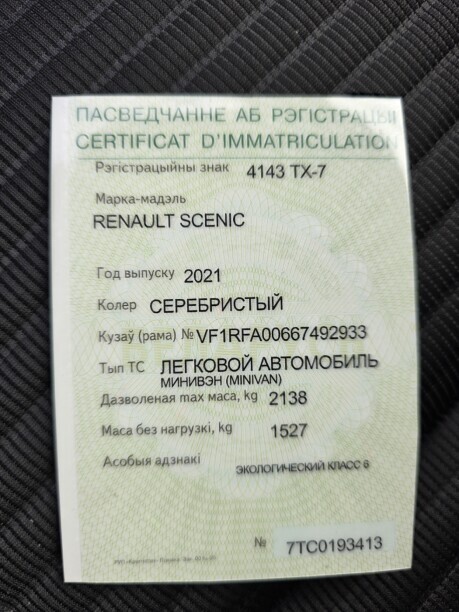 ПАСВЕДЧАННЕ АБ РЭГІСТРАЦЫІ
CERTIFICAT D'IMMATRICULATION
Рэгістрацыйны знак 4143 TX-7
Марка-мадэль
RENAULT SCENIC
Год выпуску 2021
Колер СЕРЕБРИСТЫЙ
Кузаў (рама) № VF1RFA00667492933
Тып ТС ЛЕГКОВОЙ АВТОМОБИЛЬ
МИНИВЭН (MINIVAN)
Дазволеная max маса, kg 2138
Маса без нагрузкі, kg 1527
Асобыя адзнакі
ЭКОЛОГИЧЕСКИЙ КЛАСС 6
№ 7TC0193413